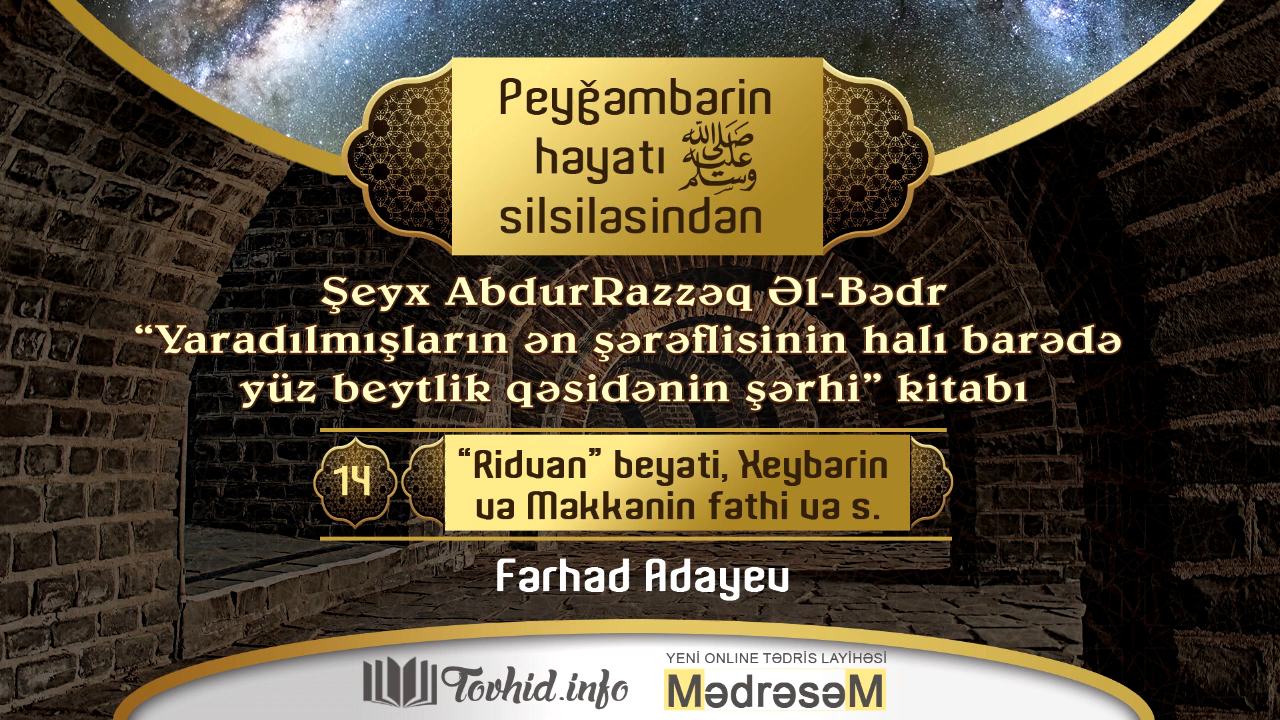 Peyğambarin
hayatı ﷺ
silsilasindan
Şeyx AbdurRazzəq Əl-Bədr
“Yaradılmışların ən şərəflisinin halı barədə
yüz beytlik qəsidənin şərhi” kitabı
14
“Ridvan” beyati, Xeybarin
va Makkanin fathi va s.
Farhad Adayev
Tovhid.info
YENİ ONLINE TƏDRİS LAYİHƏSİ
MədrəsəM